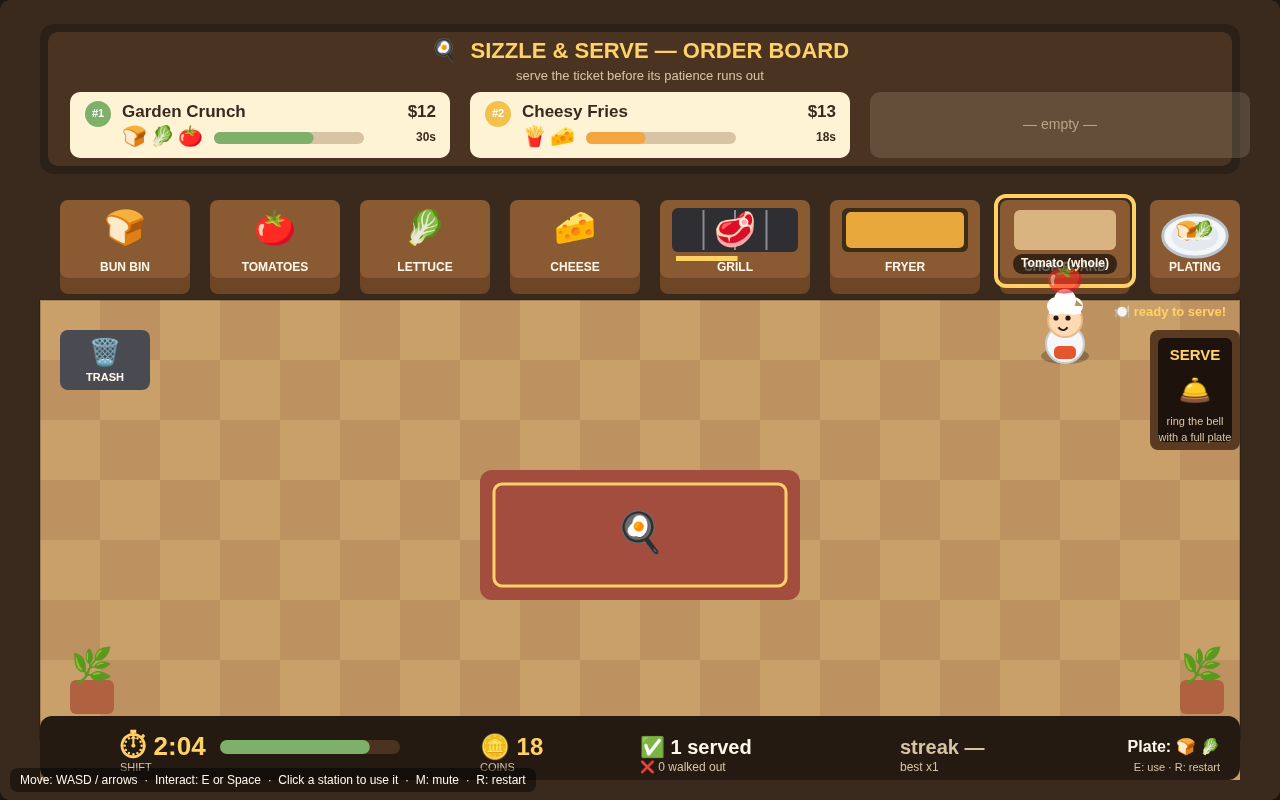 SIZZLE & SERVE — ORDER BOARD
serve the ticket before its patience runs out
#1 Garden Crunch $12
30s
#2 Cheesy Fries $13
18s
— empty —
BUN BIN
TOMATOES
LETTUCE
CHEESE
GRILL
FRYER
Tomato (whole)
PLATING
ready to serve!
TRASH
SERVE
ring the bell
with a full plate
2:04
SHIFT
18
COINS
1 served
0 walked out
streak —
best x1
Plate:
E: use · R: restart
Move: WASD / arrows · Interact: E or Space · Click a station to use it · M: mute · R: restart